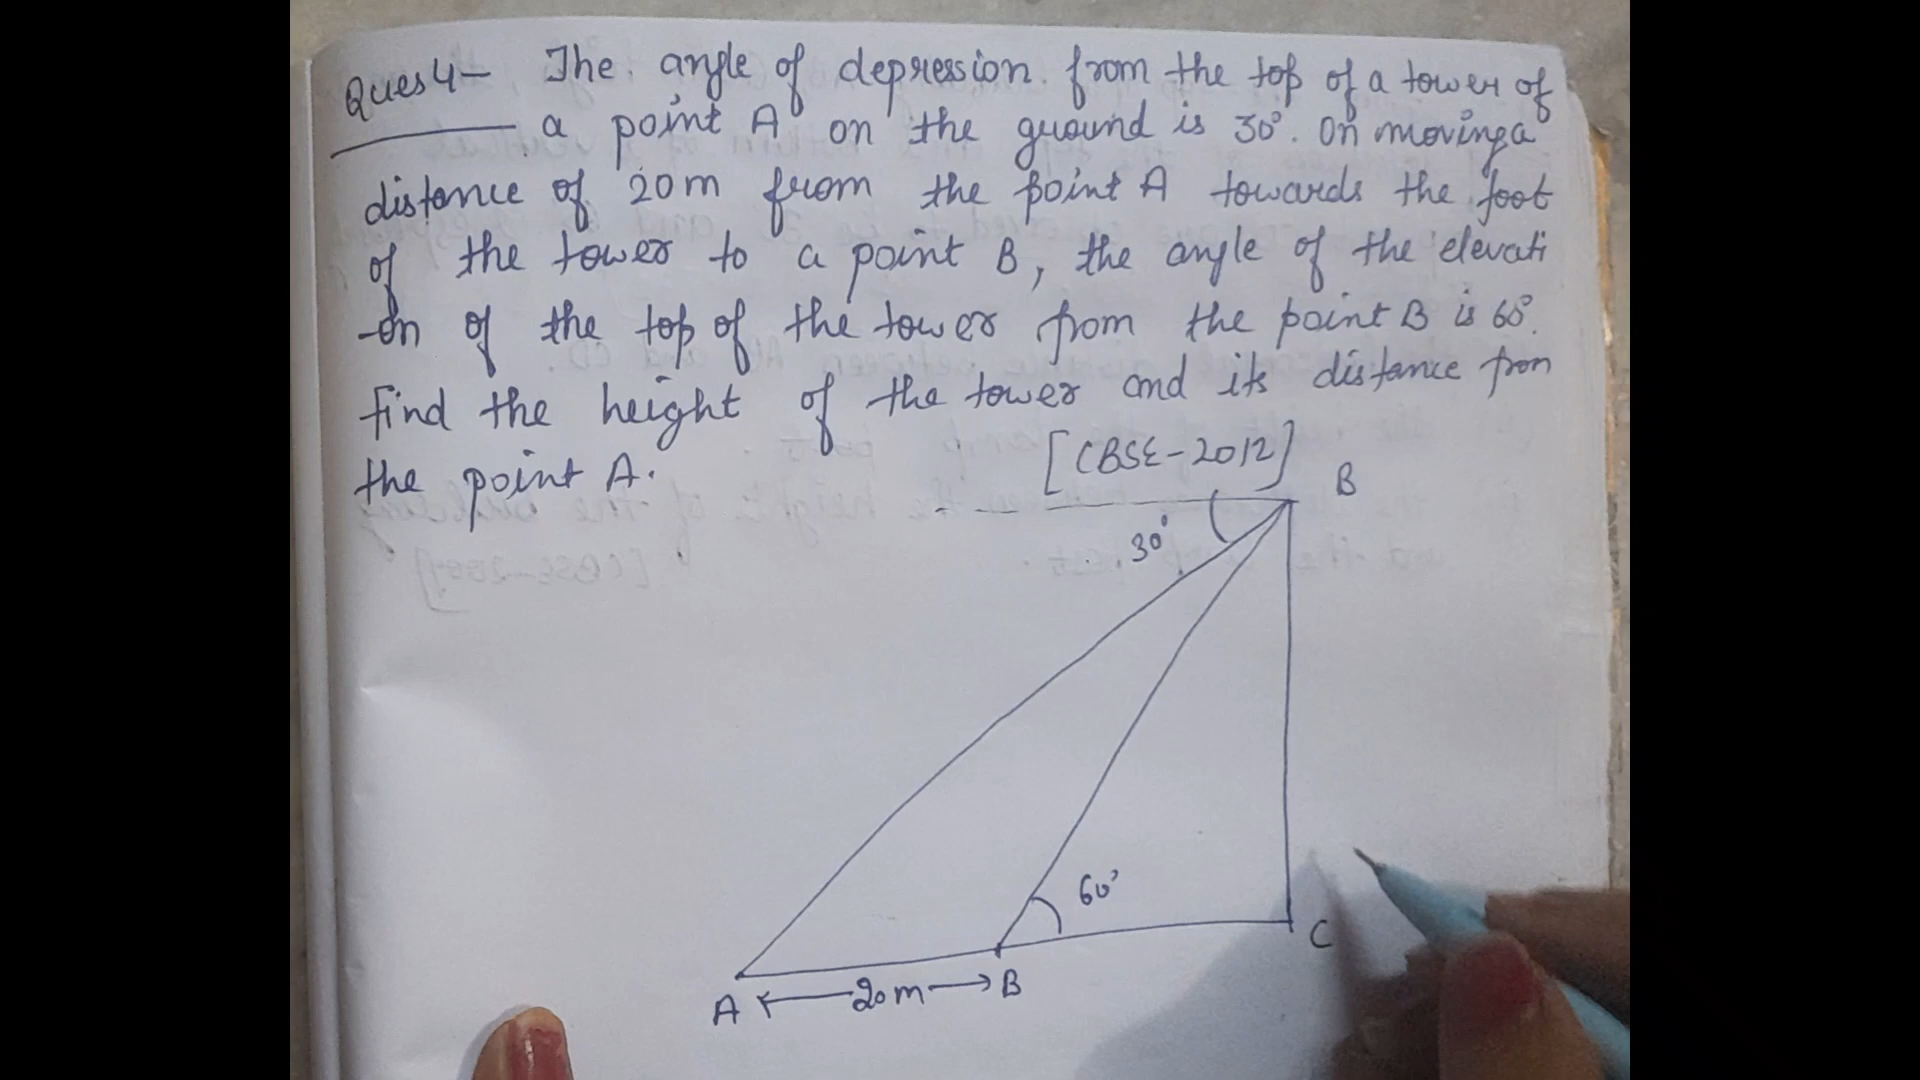 Ques 4- The angle of depression from the top of a tower of
a point A on the ground is 30°. On moving a
distance of 20m from the point A towards the foot
of the tower to a point B, the angle of the elevati
-on of the top of the tower from the point B is 60°.
find the height of the tower and its distance from
the point A.
[CBSE-2012]
B
30°
60°
C
A ←20m→ B